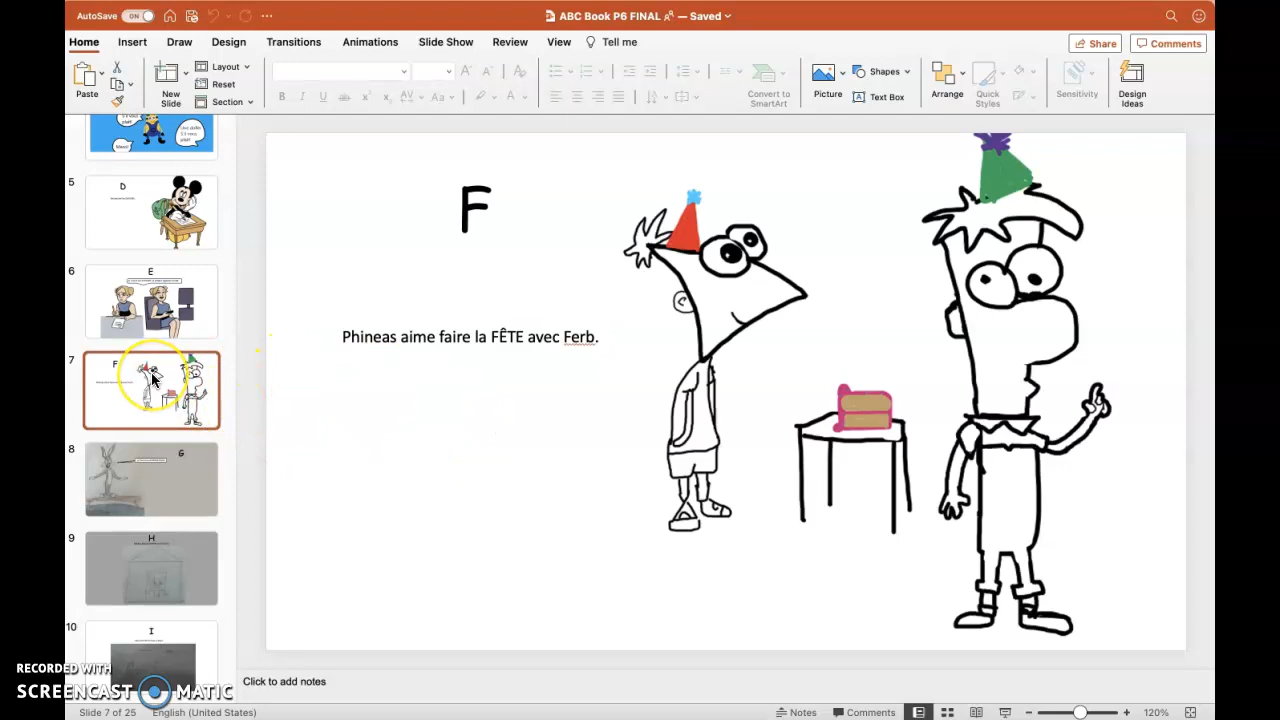 AutoSave ON
ABC Book P6 FINAL — Saved
Home Insert Draw Design Transitions Animations Slide Show Review View Tell me
Share Comments
Paste
New Slide
Layout
Reset
Section
Convert to SmartArt
Picture
Shapes
Text Box
Arrange
Quick Styles
Sensitivity
Design Ideas
Merci!
5
D
6
E
7
F
8
G
9
H
10
I
F
Phineas aime faire la FÊTE avec Ferb.
Click to add notes
RECORDED WITH
SCREENCAST MATIC
Slide 7 of 25 English (United States) Notes Comments 120%